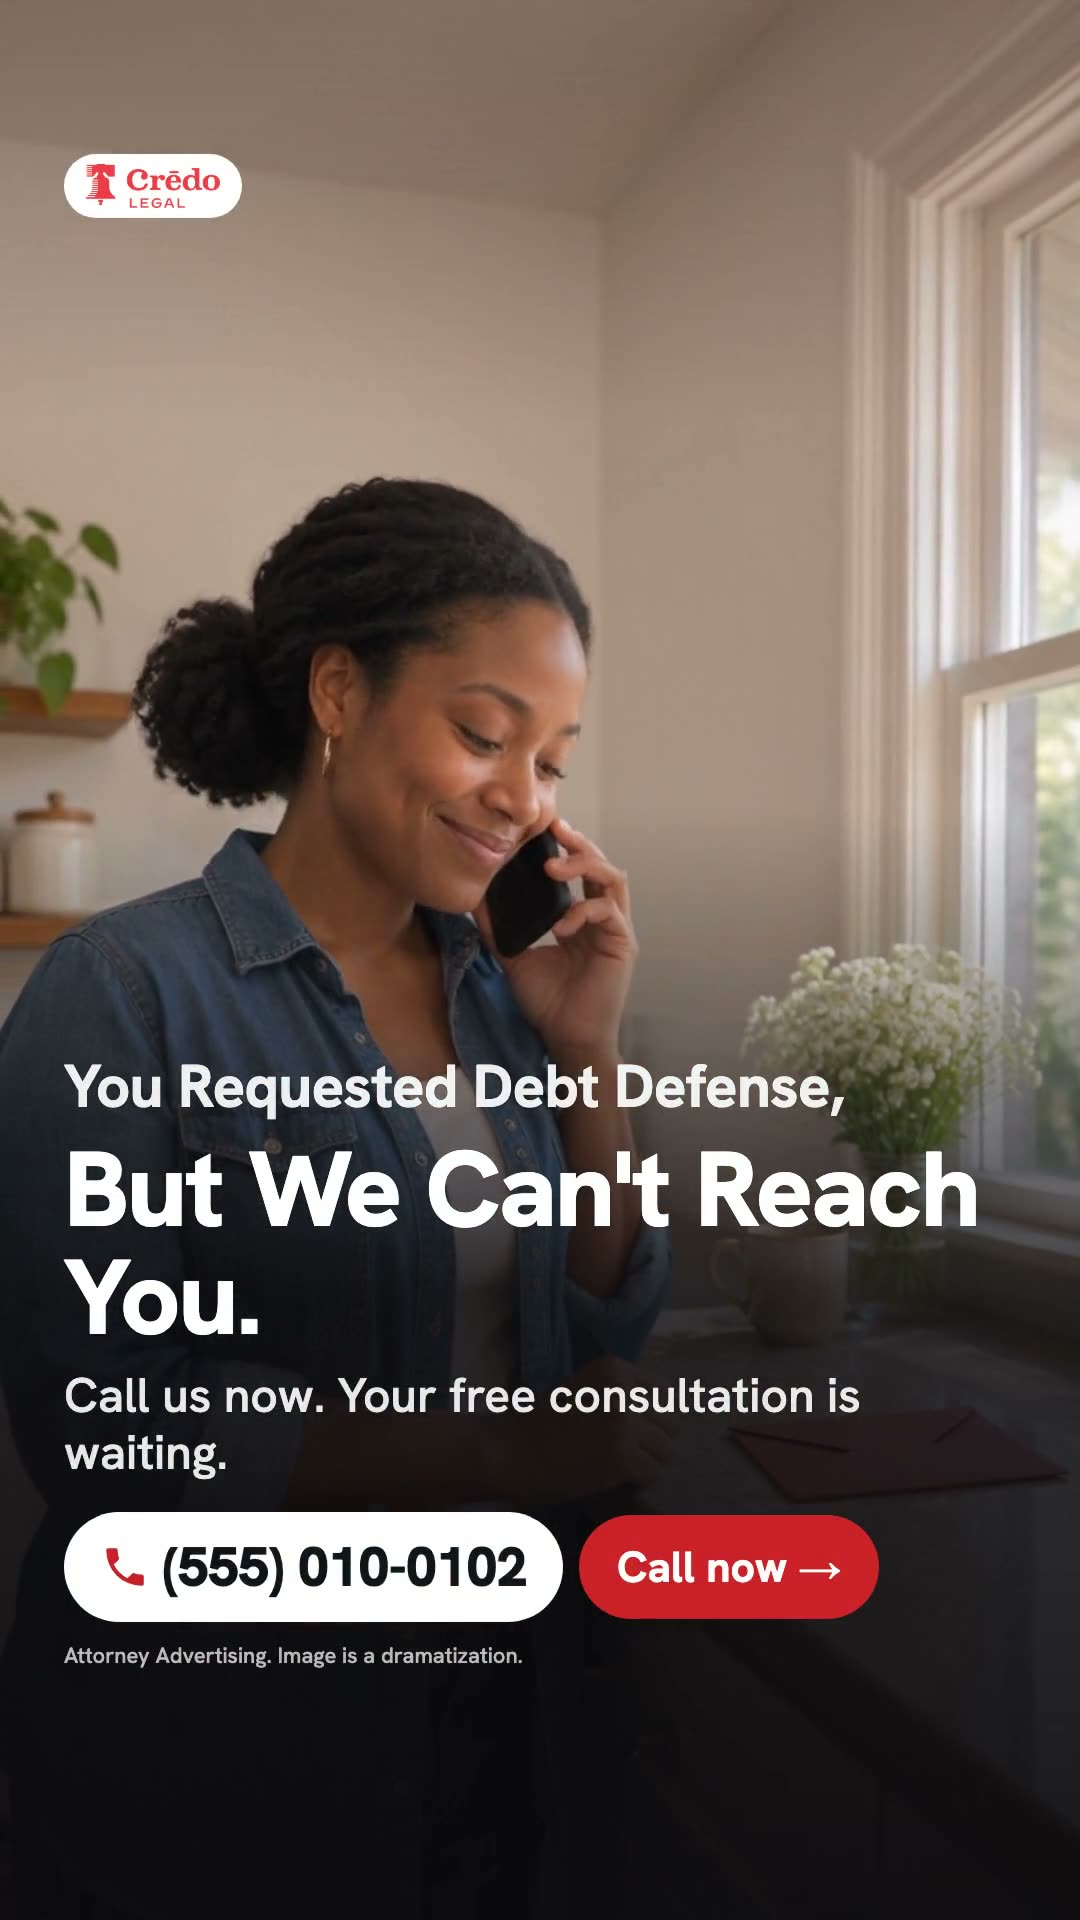 Crēdo
LEGAL
You Requested Debt Defense,
But We Can't Reach
You.
Call us now. Your free consultation is
waiting.
(555) 010-0102
Call now →
Attorney Advertising. Image is a dramatization.